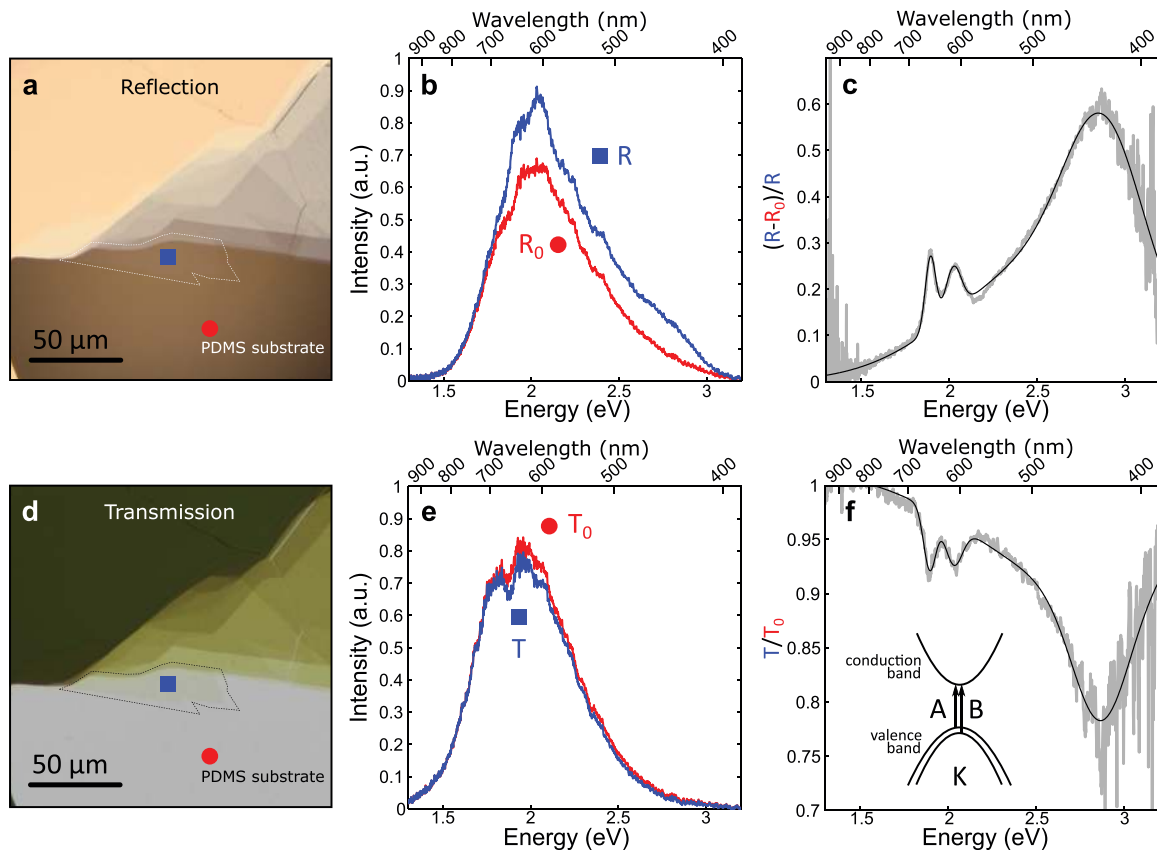 a
Reflection
50 µm
PDMS substrate
Wavelength (nm)
900 800 700 600 500 400
b
1
0.9
0.8
0.7
0.6
0.5
0.4
0.3
0.2
0.1
0
Intensity (a.u.)
R
R0
1.5 2 2.5 3
Energy (eV)
Wavelength (nm)
900 800 700 600 500 400
c
0.6
0.5
0.4
0.3
0.2
0.1
0
(R-R0)/R
1.5 2 2.5 3
Energy (eV)
d
Transmission
50 µm
PDMS substrate
Wavelength (nm)
900 800 700 600 500 400
e
1
0.9
0.8
0.7
0.6
0.5
0.4
0.3
0.2
0.1
0
Intensity (a.u.)
T0
T
1.5 2 2.5 3
Energy (eV)
Wavelength (nm)
900 800 700 600 500 400
f
1
0.95
0.9
0.85
0.8
0.75
0.7
T/T0
conduction
band
A B
valence
band
K
1.5 2 2.5 3
Energy (eV)